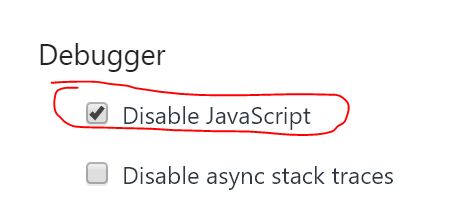 Debugger
Disable JavaScript
Disable async stack traces